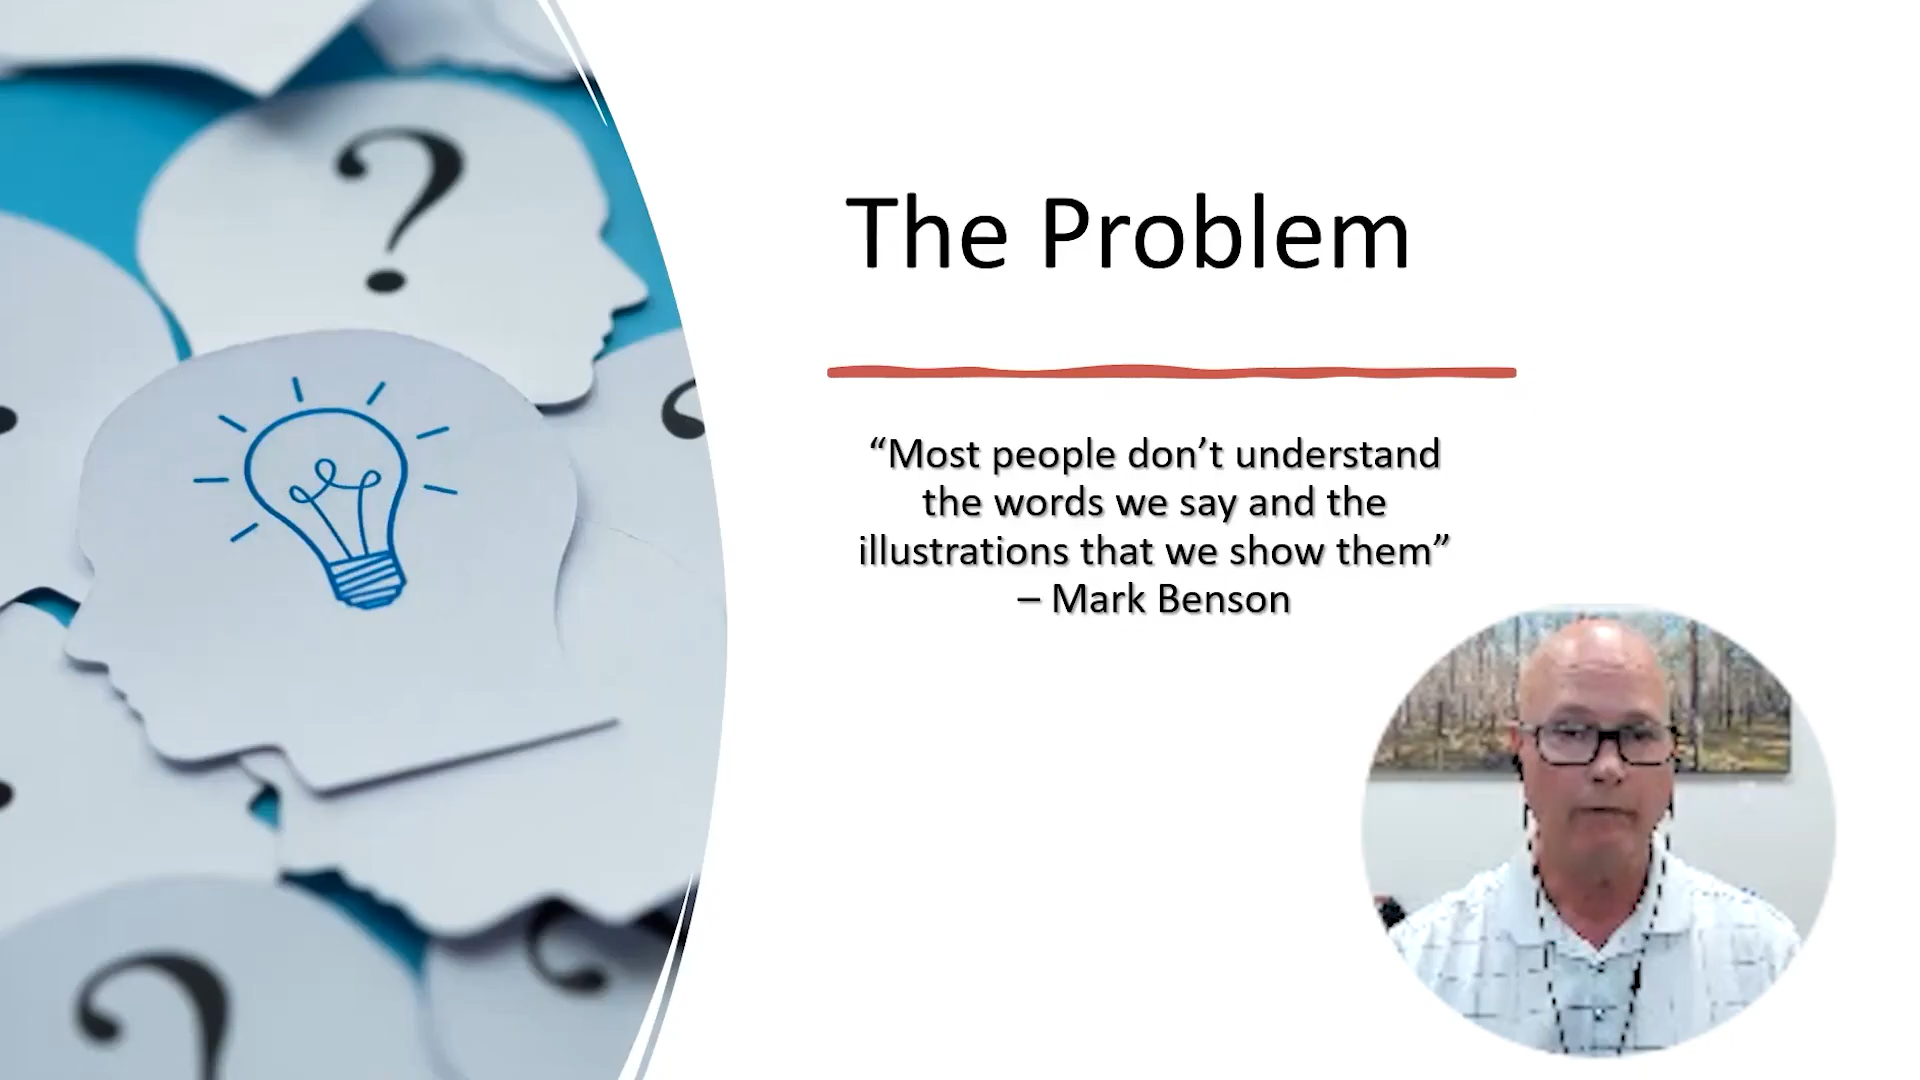 ?
The Problem
“Most people don’t understand
the words we say and the
illustrations that we show them”
– Mark Benson